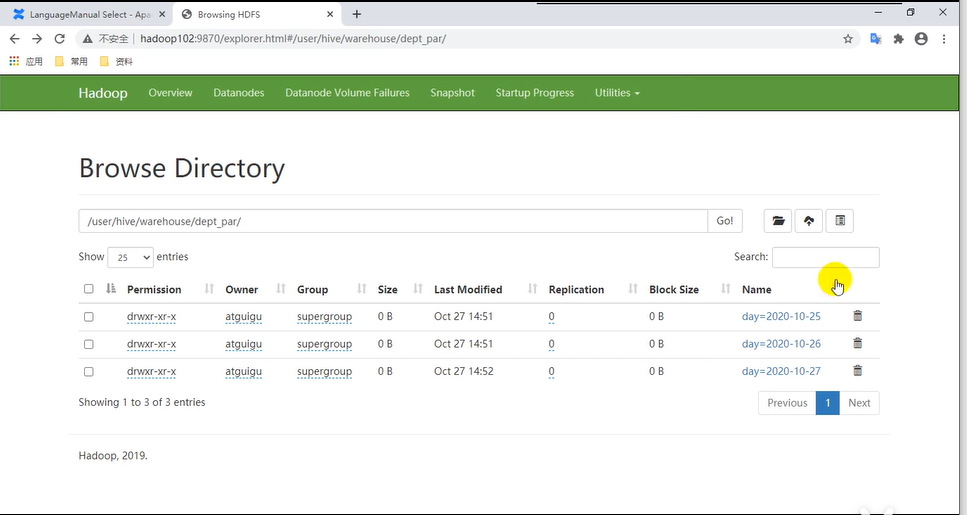 LanguageManual Select - Apa
Browsing HDFS
不安全 hadoop102:9870/explorer.html#/user/hive/warehouse/dept_par/
应用 常用 资料
Hadoop Overview Datanodes Datanode Volume Failures Snapshot Startup Progress Utilities
Browse Directory
/user/hive/warehouse/dept_par/ Go!
Show 25 entries Search:
Permission Owner Group Size Last Modified Replication Block Size Name
drwxr-xr-x atguigu supergroup 0 B Oct 27 14:51 0 0 B day=2020-10-25
drwxr-xr-x atguigu supergroup 0 B Oct 27 14:51 0 0 B day=2020-10-26
drwxr-xr-x atguigu supergroup 0 B Oct 27 14:52 0 0 B day=2020-10-27
Showing 1 to 3 of 3 entries Previous 1 Next
Hadoop, 2019.